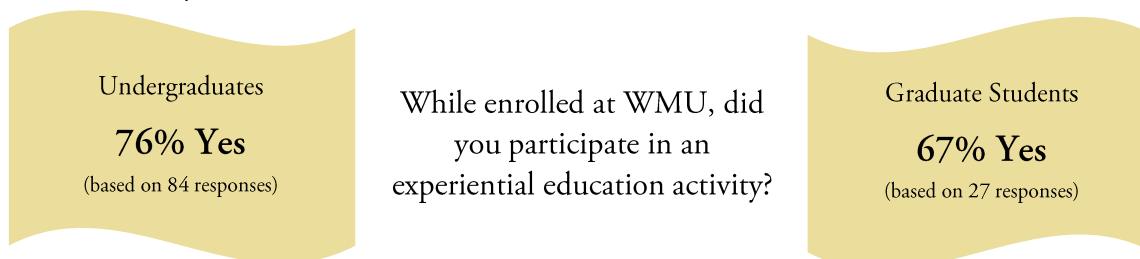 Undergraduates
76% Yes
(based on 84 responses)
While enrolled at WMU, did
you participate in an
experiential education activity?
Graduate Students
67% Yes
(based on 27 responses)